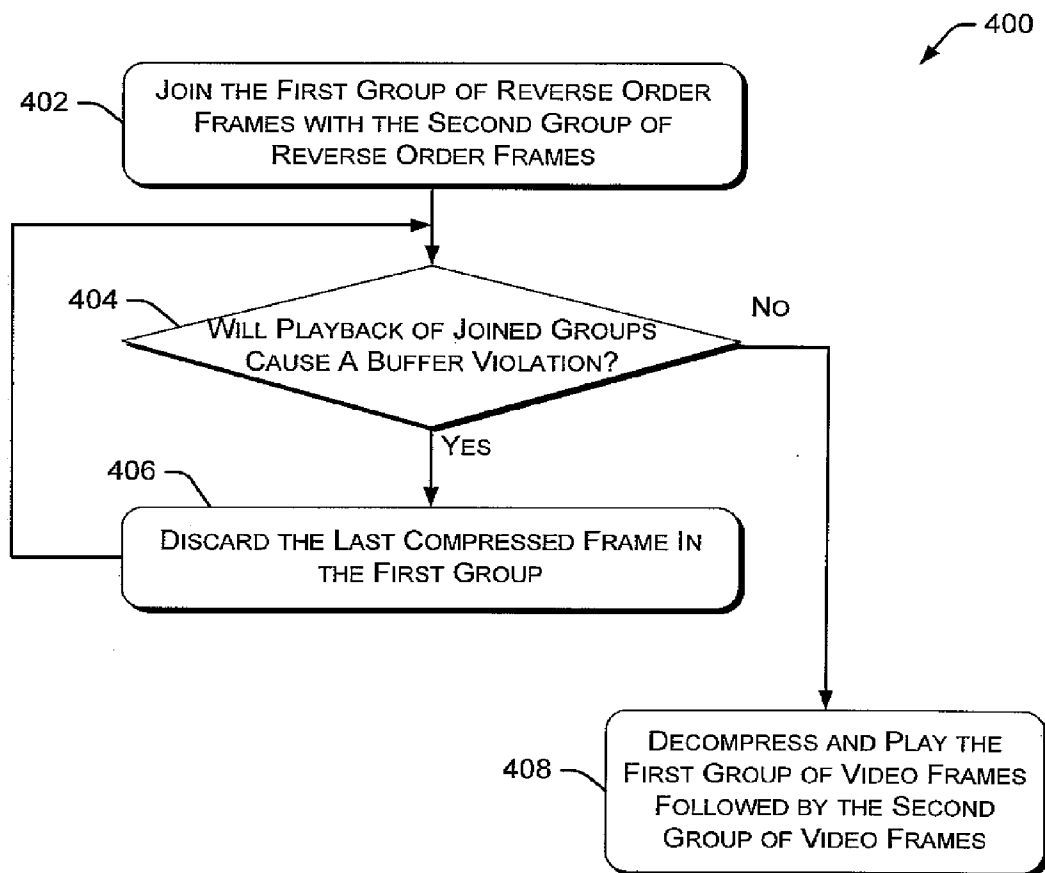 400
402
JOIN THE FIRST GROUP OF REVERSE ORDER
FRAMES WITH THE SECOND GROUP OF
REVERSE ORDER FRAMES
404
WILL PLAYBACK OF JOINED GROUPS
CAUSE A BUFFER VIOLATION?
NO
YES
406
DISCARD THE LAST COMPRESSED FRAME IN
THE FIRST GROUP
408
DECOMPRESS AND PLAY THE
FIRST GROUP OF VIDEO FRAMES
FOLLOWED BY THE SECOND
GROUP OF VIDEO FRAMES